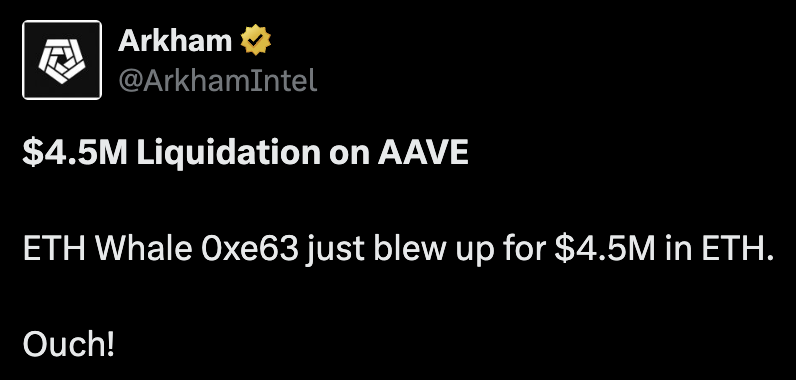 Arkham
@ArkhamIntel
$4.5M Liquidation on AAVE
ETH Whale 0xe63 just blew up for $4.5M in ETH.
Ouch!